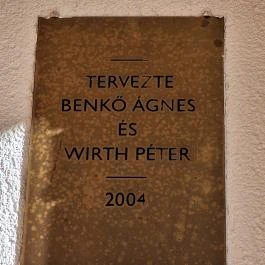 TERVEZTE
BENKŐ ÁGNES
ÉS
WIRTH PÉTER
2004